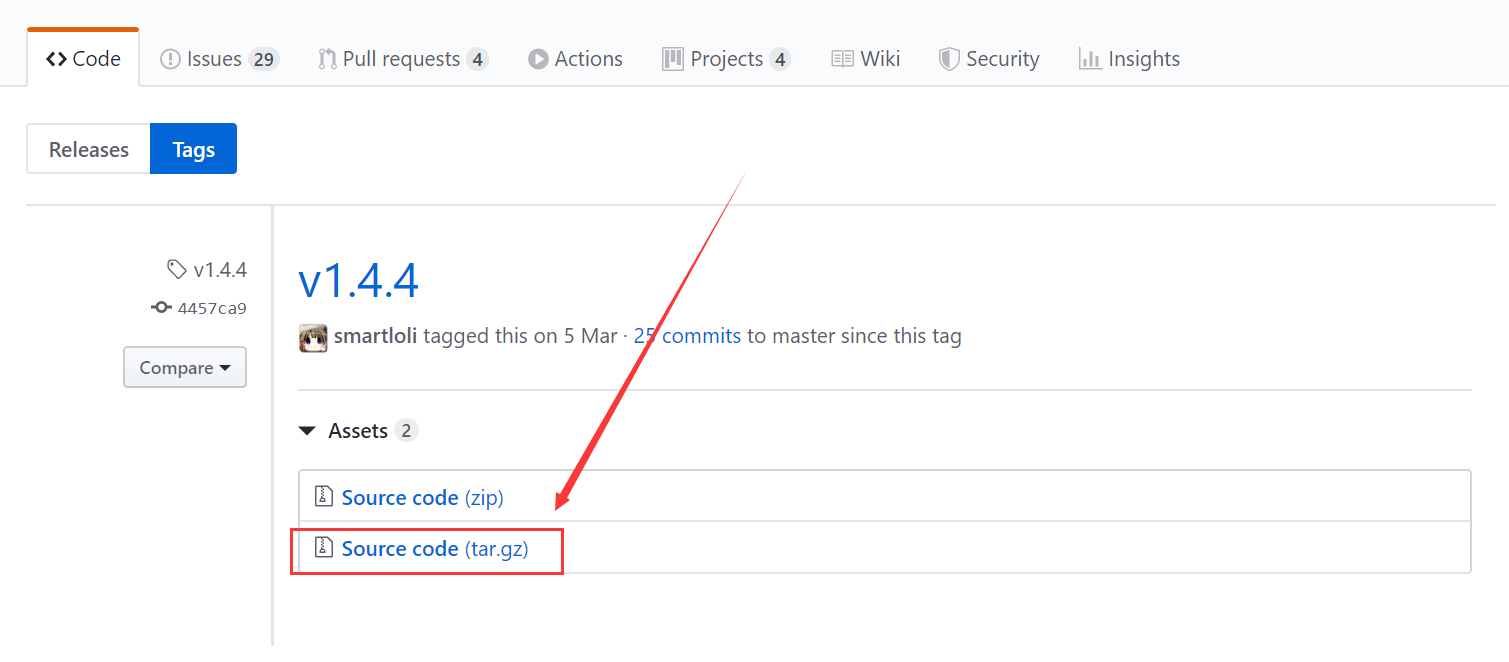 Code Issues 29 Pull requests 4 Actions Projects 4 Wiki Security Insights
Releases Tags
v1.4.4
4457ca9
Compare
v1.4.4
smartloli tagged this on 5 Mar · 25 commits to master since this tag
Assets 2
Source code (zip)
Source code (tar.gz)